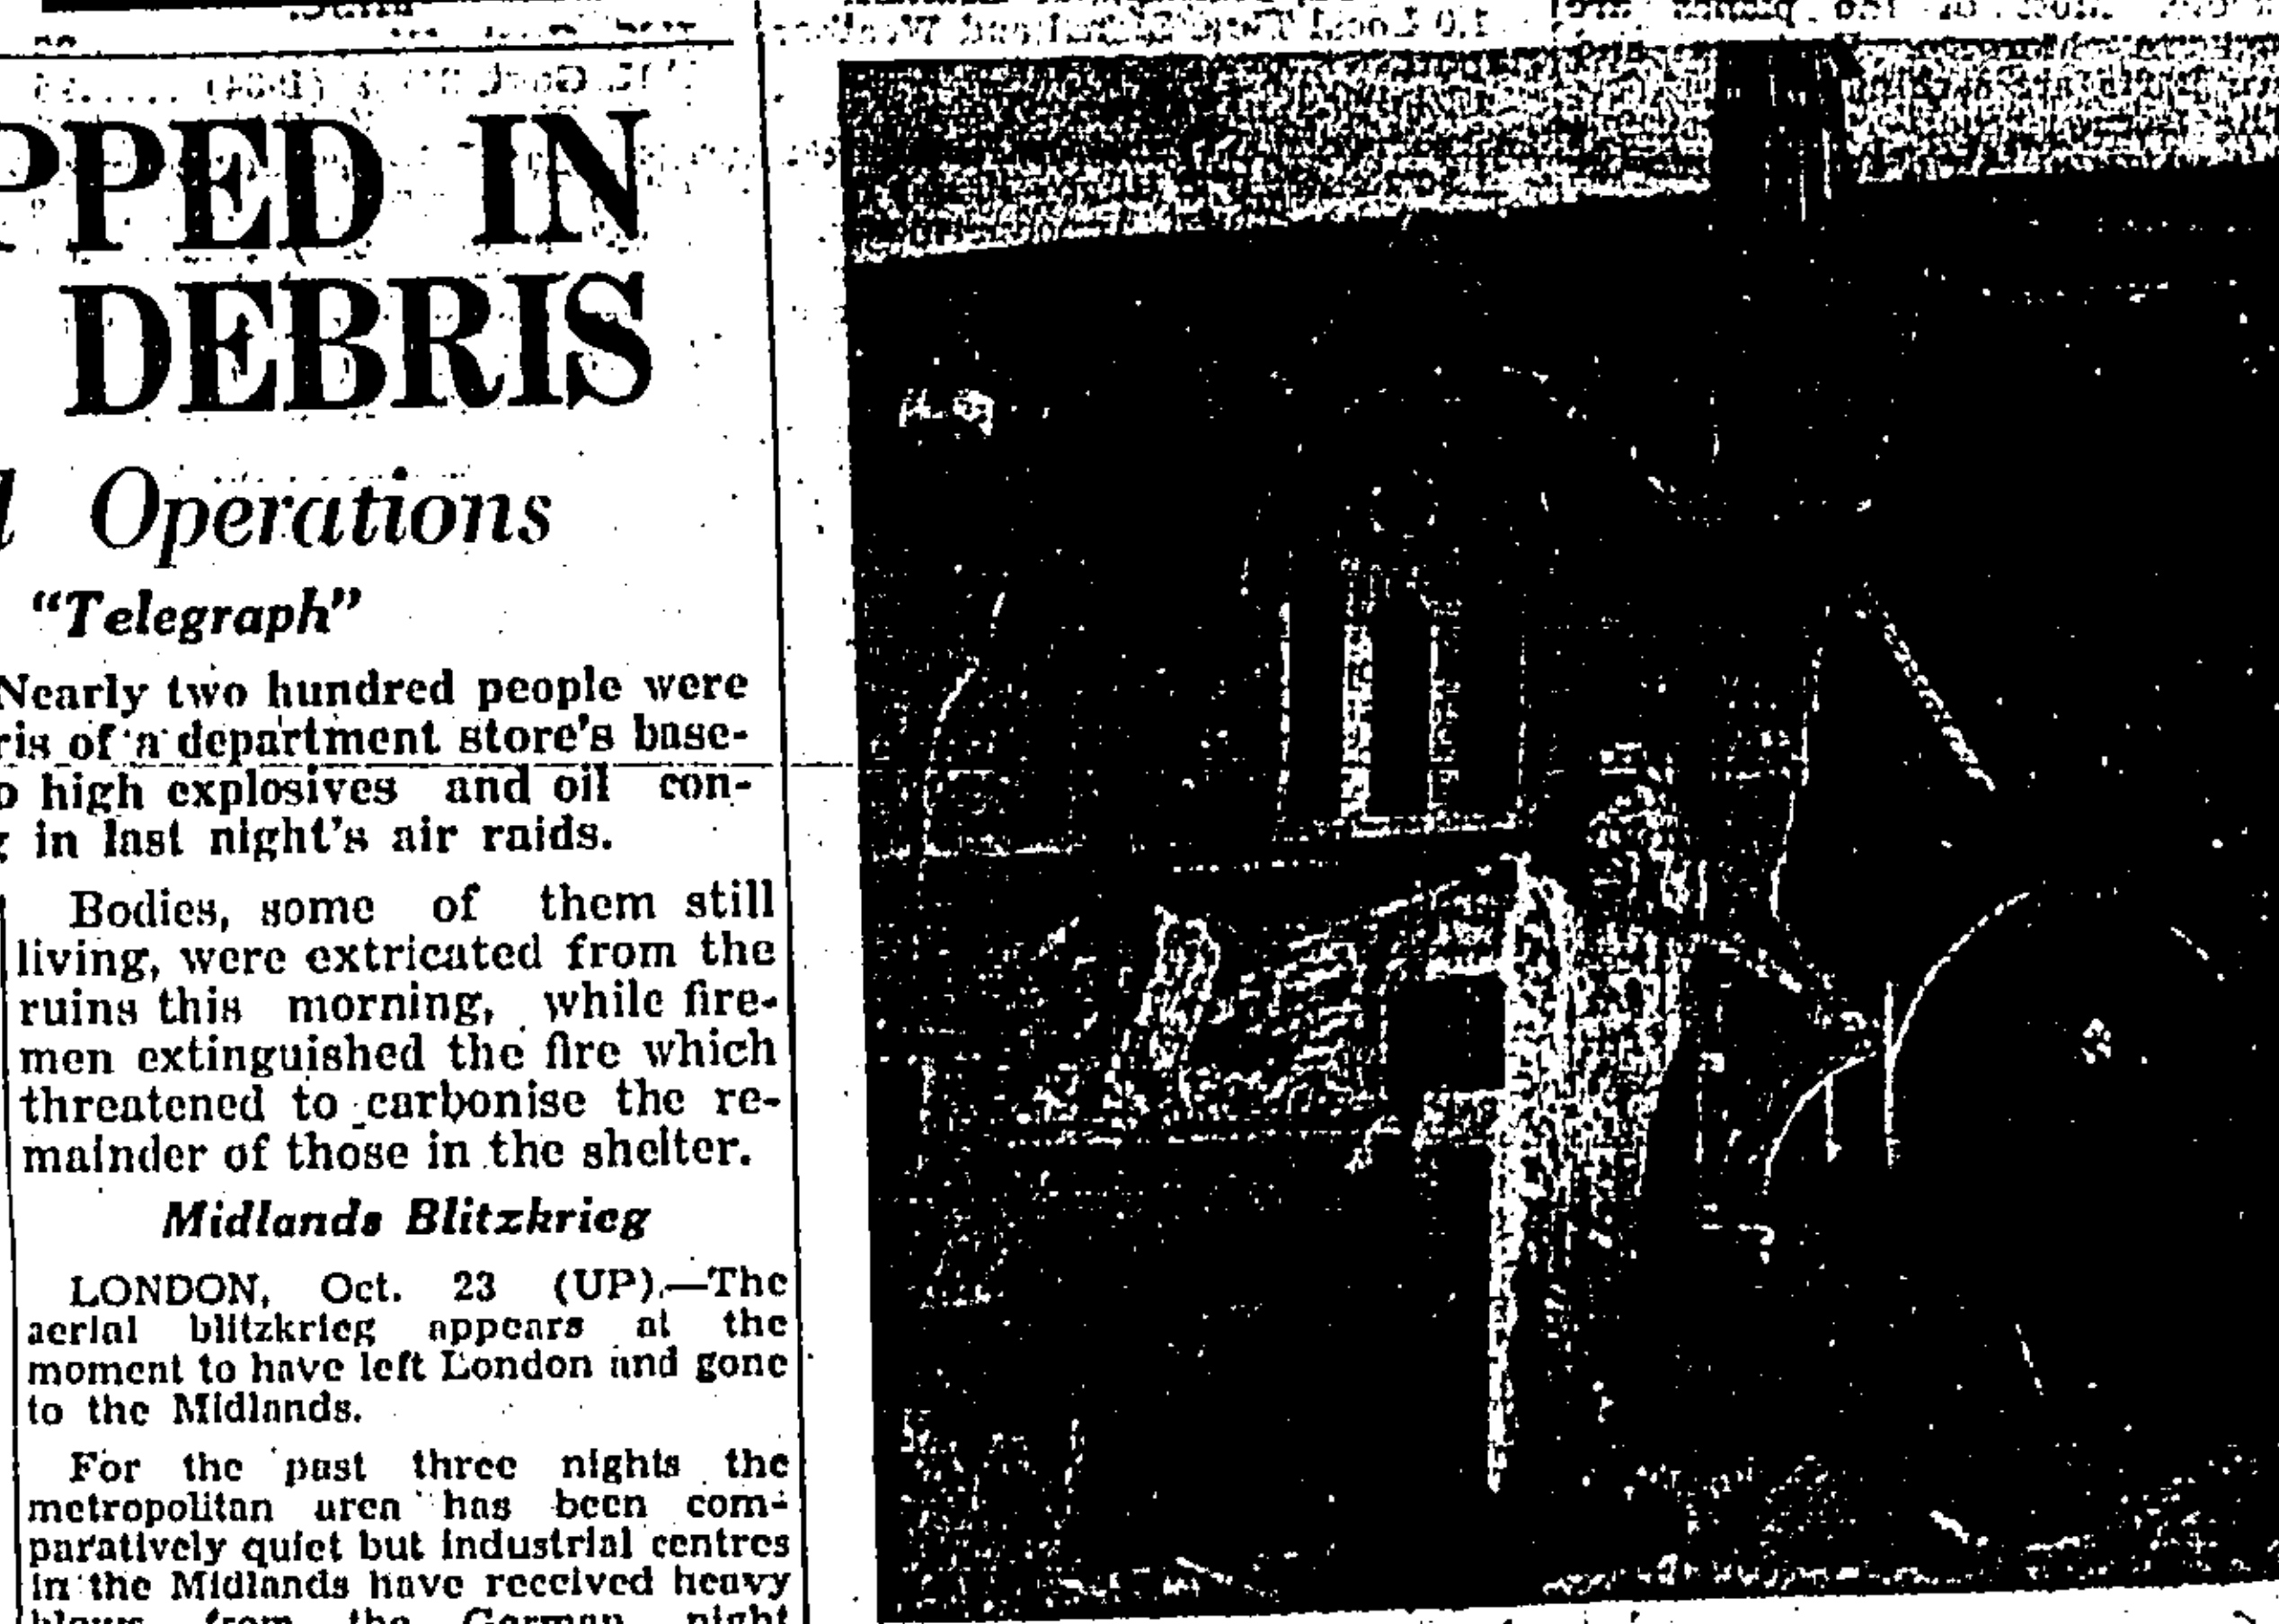 PPED IN
DEBRIS
Operations
"Telegraph"
Nearly two hundred people were
ris of a department store's base-
o high explosives and oil con-
g in last night's air raids.
Bodies, some of them still
living, were extricated from the
ruins this morning, while fire-
men extinguished the fire which
threatened to carbonise the re-
mainder of those in the shelter.
Midlands Blitzkrieg
LONDON, Oct. 23 (UP).—The
aerial blitzkrieg appears at the
moment to have left London and gone
to the Midlands.
For the past three nights the
metropolitan area has been com-
paratively quiet but industrial centres
in the Midlands have received heavy
blows from the German night